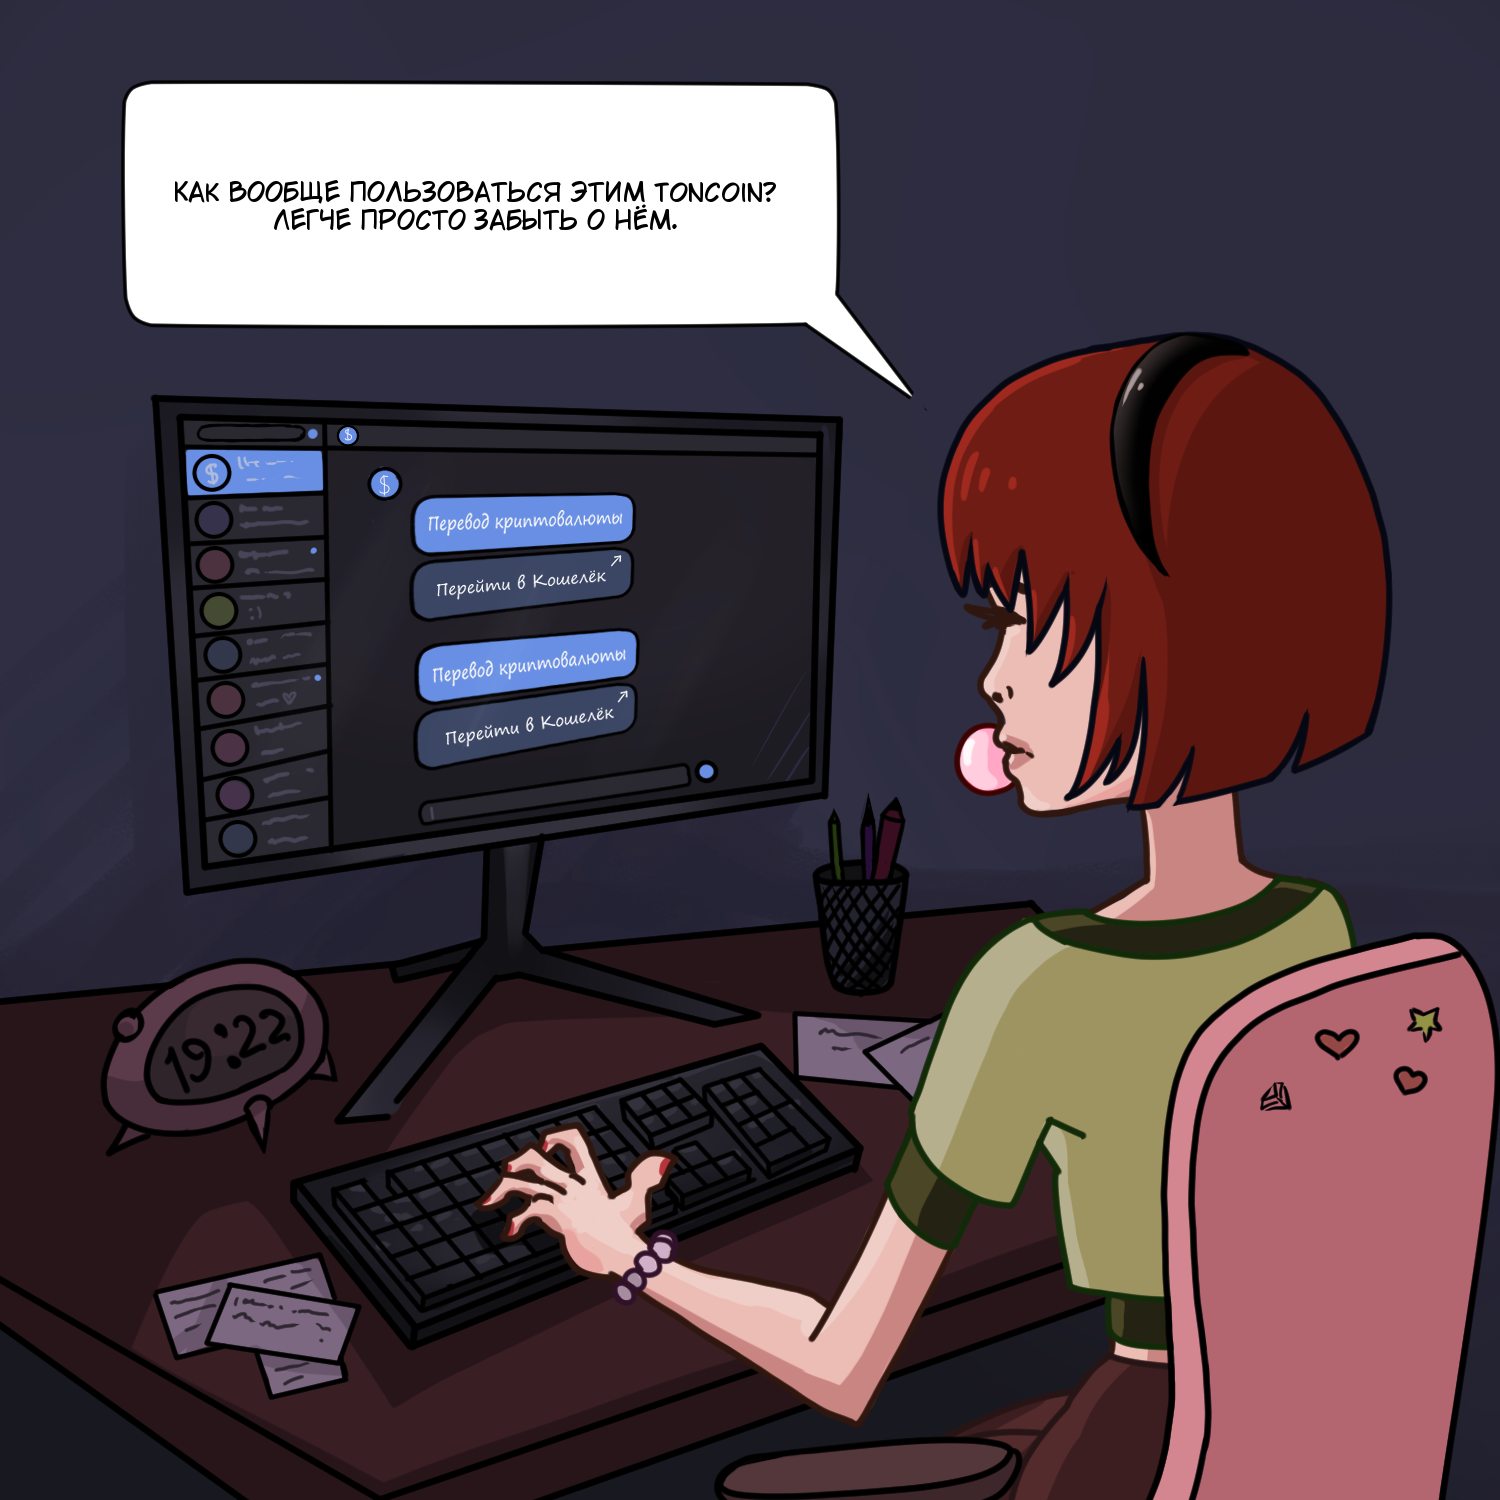 КАК ВООБЩЕ ПОЛЬЗОВАТЬСЯ ЭТИМ TONCOIN?
ЛЕГЧЕ ПРОСТО ЗАБЫТЬ О НЁМ.
$
$
$
Перевод криптовалюты
Перейти в Кошелёк
:)
Перевод криптовалюты
Перейти в Кошелёк
19:22